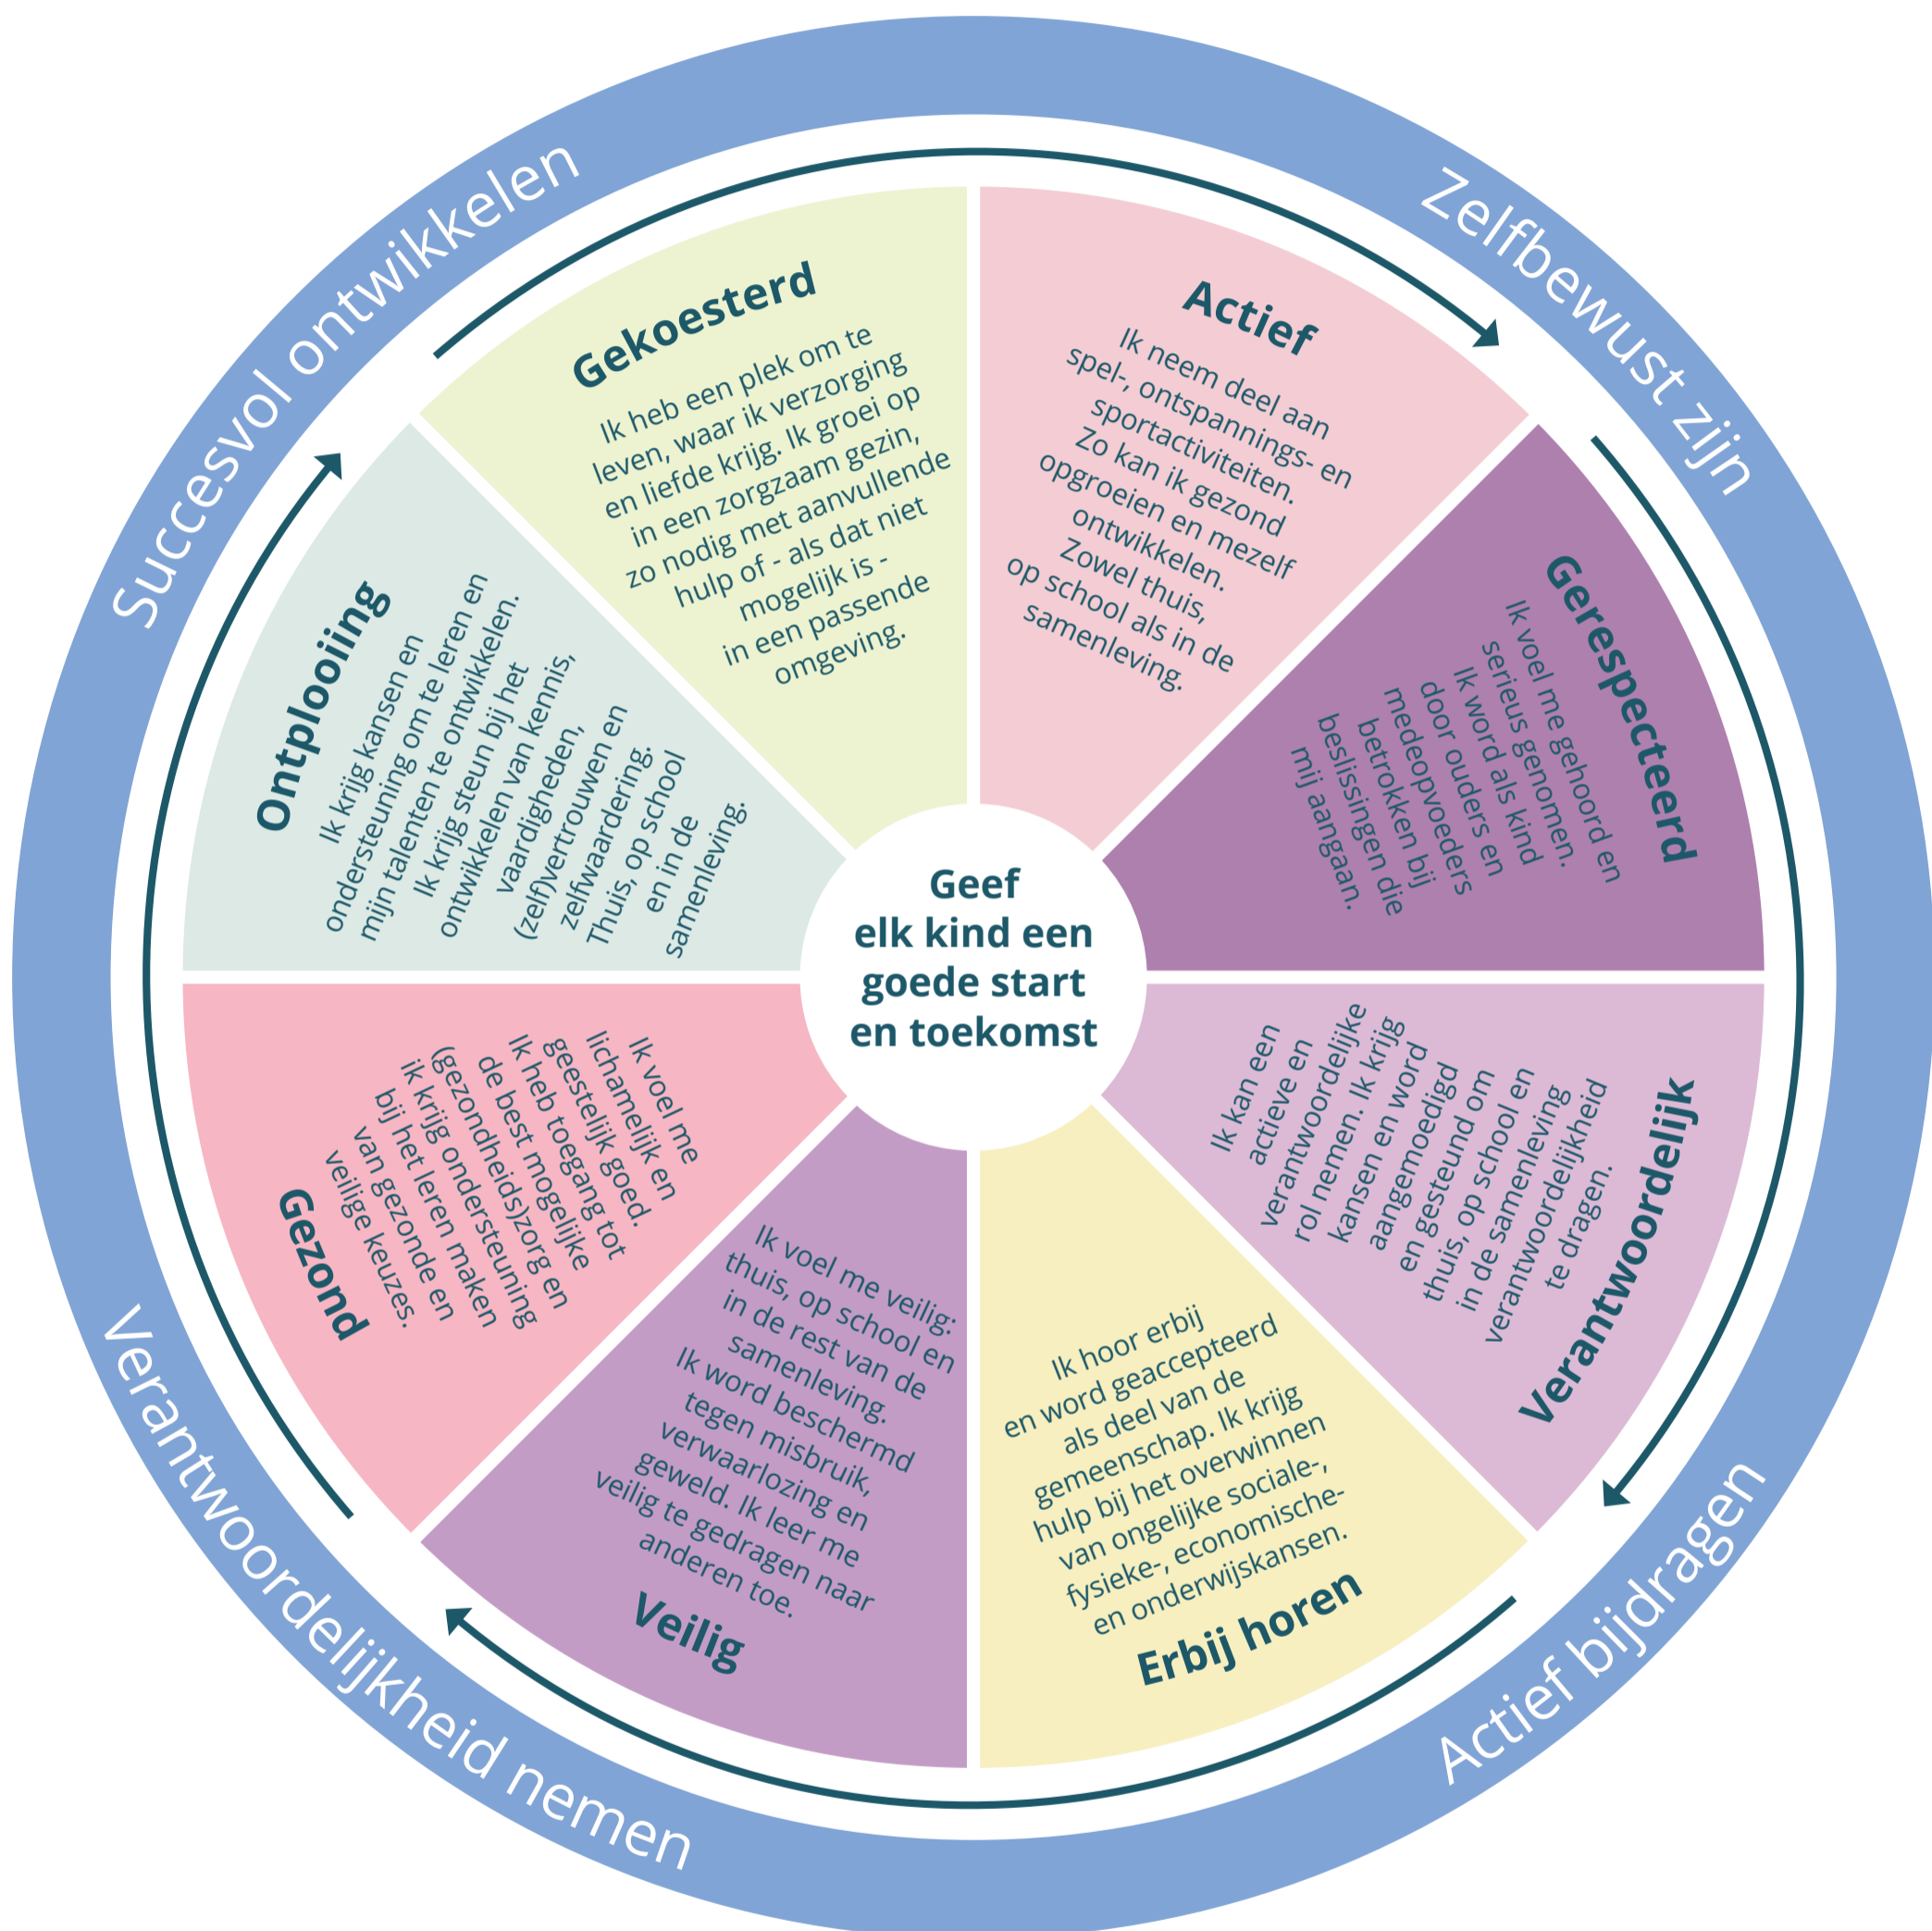 Succesvol ontwikkelen
Zelfbewust zijn
Actief bijdragen
Verantwoordelijkheid nemen
Geef
elk kind een
goede start
en toekomst
Gekoesterd
Ik heb een plek om te
leven, waar ik verzorging
en liefde krijg. Ik groei op
in een zorgzaam gezin,
zo nodig met aanvullende
hulp of - als dat niet
mogelijk is -
in een passende
omgeving.
Actief
Ik neem deel aan
spel-, ontspannings- en
sportactiviteiten.
Zo kan ik gezond
opgroeien en mezelf
ontwikkelen.
Zowel thuis,
op school als in de
samenleving.
Gerespecteerd
Ik voel me gehoord en
serieus genomen.
Ik word als kind
door ouders en
medeopvoeders
betrokken bij
beslissingen die
mij aangaan.
Ik kan een
actieve en
verantwoordelijke
rol nemen. Ik krijg
kansen en word
aangemoedigd
en gesteund om
thuis, op school en
in de samenleving
verantwoordelijkheid
te dragen.
Verantwoordelijk
Ik hoor erbij
en word geaccepteerd
als deel van de
gemeenschap. Ik krijg
hulp bij het overwinnen
van ongelijke sociale-,
fysieke-, economische-
en onderwijskansen.
Erbij horen
Ik voel me veilig:
thuis, op school en
in de rest van de
samenleving.
Ik word beschermd
tegen misbruik,
verwaarlozing en
geweld. Ik leer me
veilig te gedragen naar
anderen toe.
Veilig
Ik voel me
lichamelijk en
geestelijk goed.
Ik heb toegang tot
de best mogelijke
(gezondheids)zorg en
ik krijg ondersteuning
bij het leren maken
van gezonde en
veilige keuzes.
Gezond
Ontplooiing
Ik krijg kansen en
ondersteuning om te leren en
mijn talenten te ontwikkelen.
Ik krijg steun bij het
ontwikkelen van kennis,
vaardigheden,
(zelf)vertrouwen en
zelfwaardering.
Thuis, op school
en in de
samenleving.